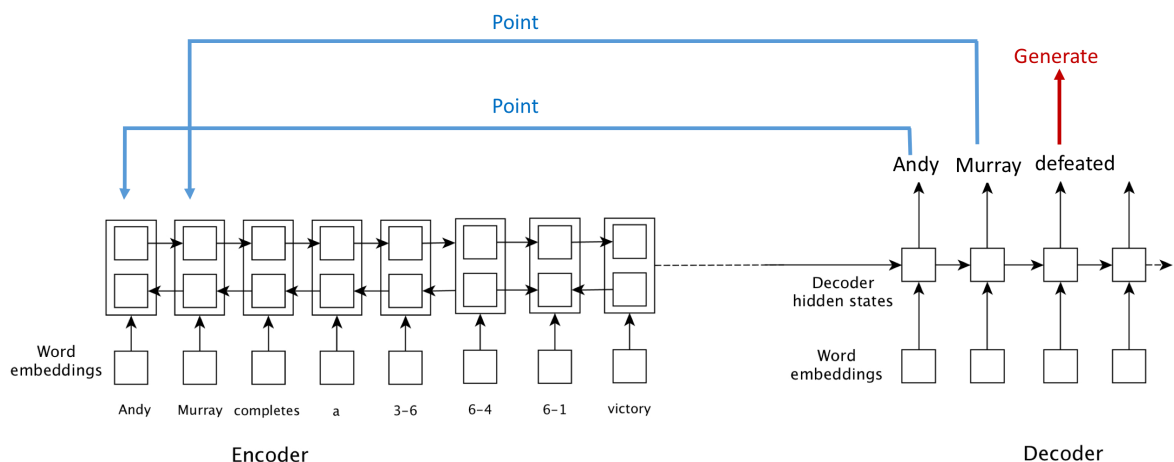 Point
Generate
Point
Andy Murray defeated
Decoder
hidden states
Word
embeddings
Word
embeddings
Andy Murray completes a 3-6 6-4 6-1 victory
Encoder
Decoder